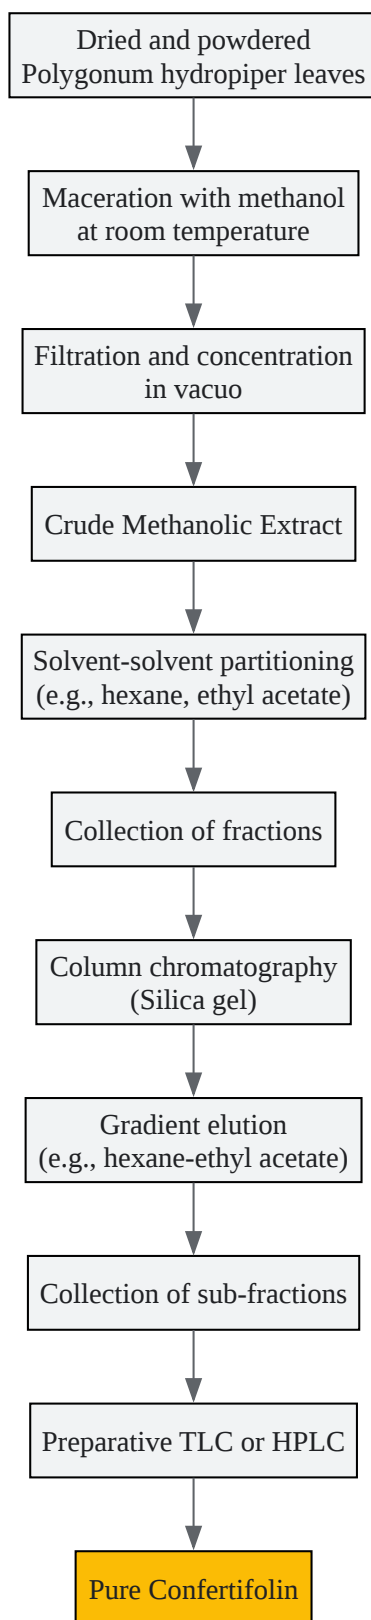 Dried and powdered
Polygonum hydropiper leaves
Maceration with methanol
at room temperature
Filtration and concentration
in vacuo
Crude Methanolic Extract
Solvent-solvent partitioning
(e.g., hexane, ethyl acetate)
Collection of fractions
Column chromatography
(Silica gel)
Gradient elution
(e.g., hexane-ethyl acetate)
Collection of sub-fractions
Preparative TLC or HPLC
Pure Confertifolin